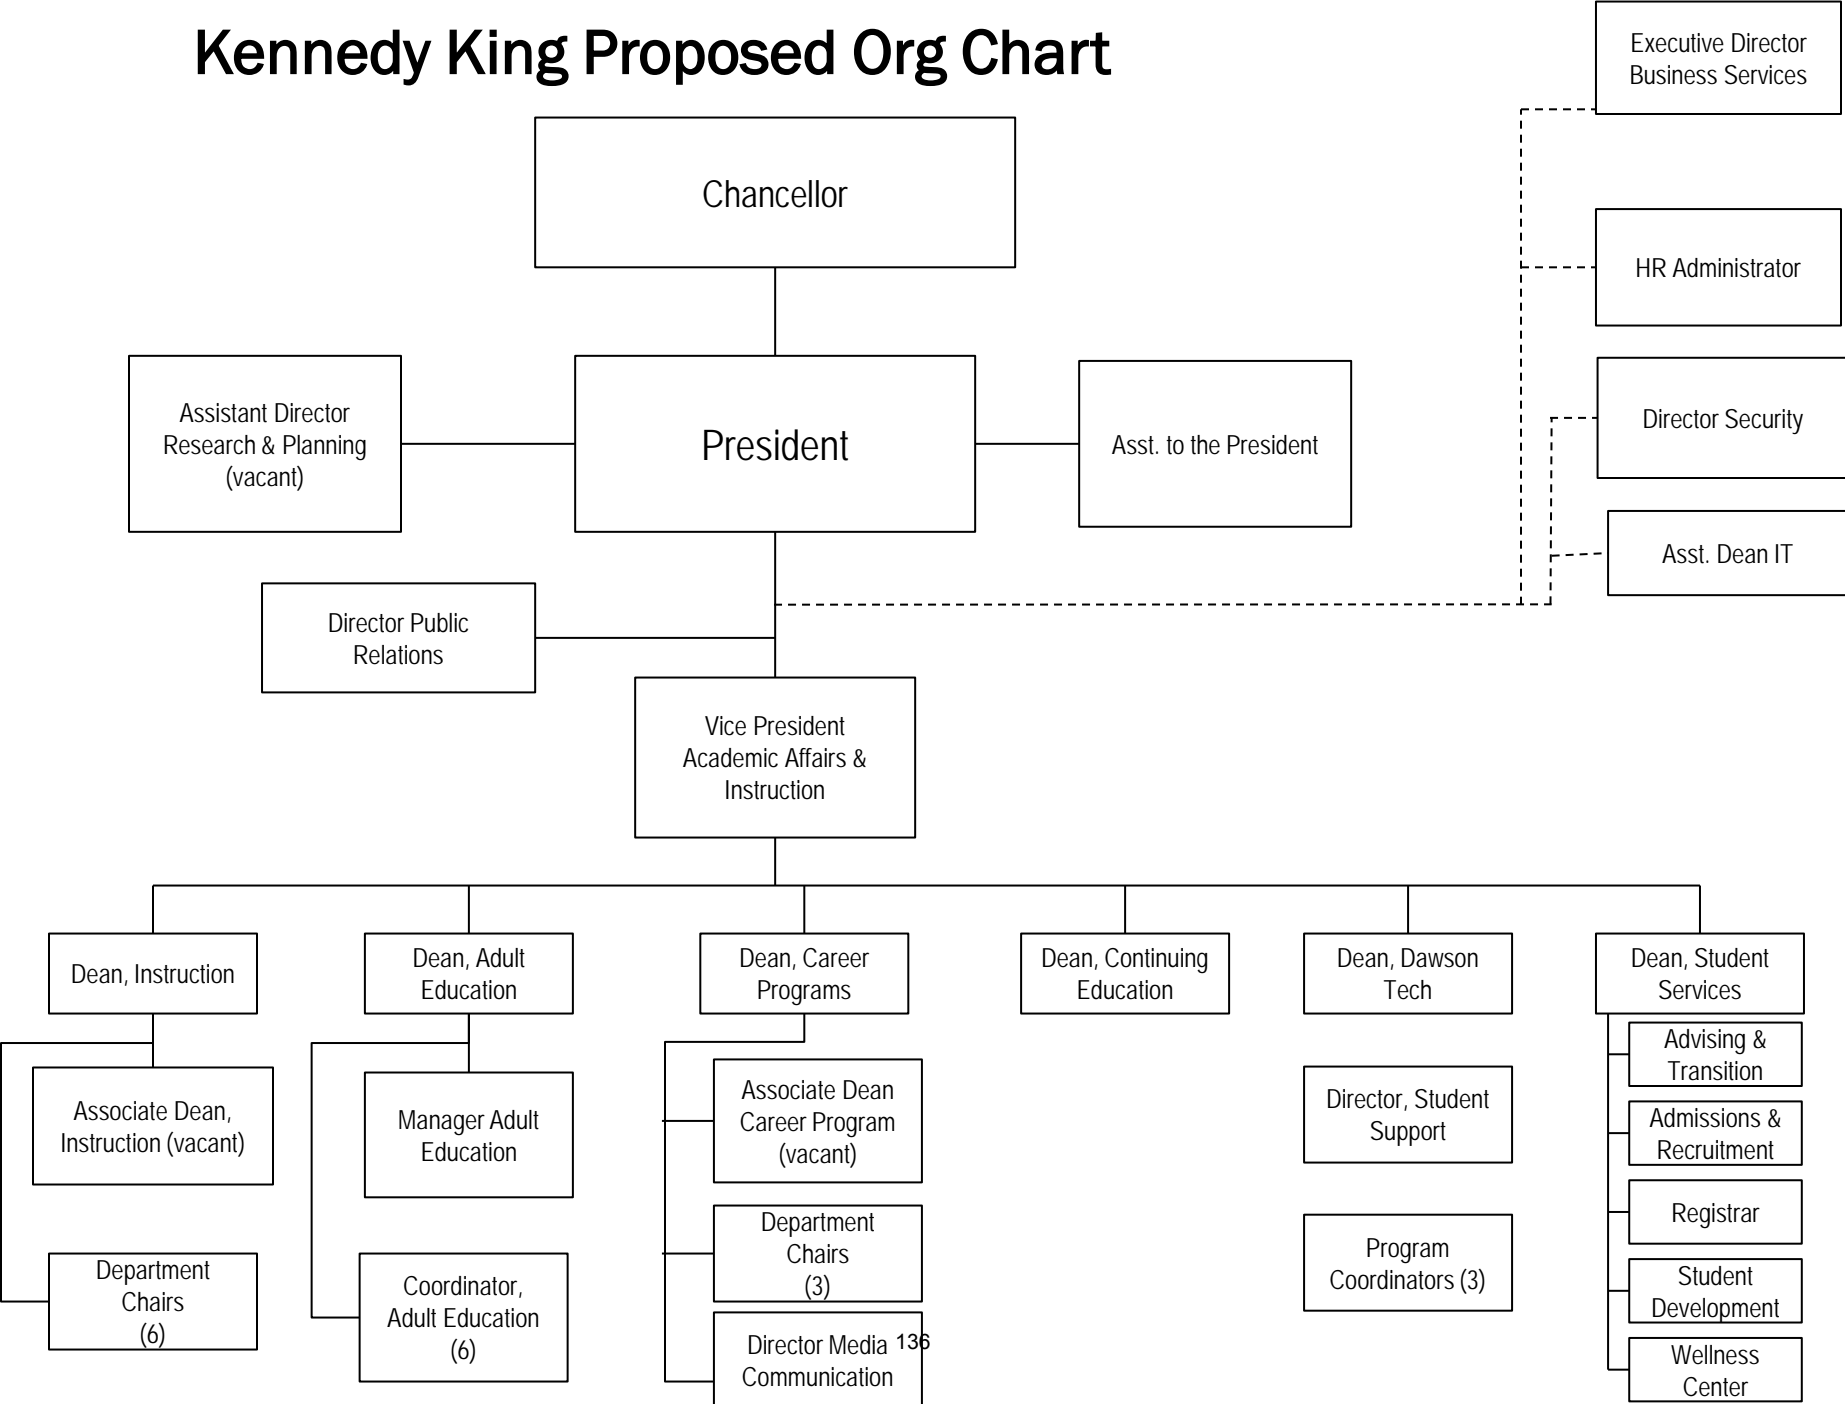 Kennedy King Proposed Org Chart
Executive Director
Business Services
Chancellor
HR Administrator
Assistant Director
Research & Planning
(vacant)
President
Asst. to the President
Director Security
Asst. Dean IT
Director Public
Relations
Vice President
Academic Affairs &
Instruction
Dean, Instruction
Dean, Adult
Education
Dean, Career
Programs
Dean, Continuing
Education
Dean, Dawson
Tech
Dean, Student
Services
Associate Dean,
Instruction (vacant)
Department
Chairs
(6)
Manager Adult
Education
Coordinator,
Adult Education
(6)
Associate Dean
Career Program
(vacant)
Department
Chairs
(3)
Director Media
Communication
136
Director, Student
Support
Program
Coordinators (3)
Advising &
Transition
Admissions &
Recruitment
Registrar
Student
Development
Wellness
Center